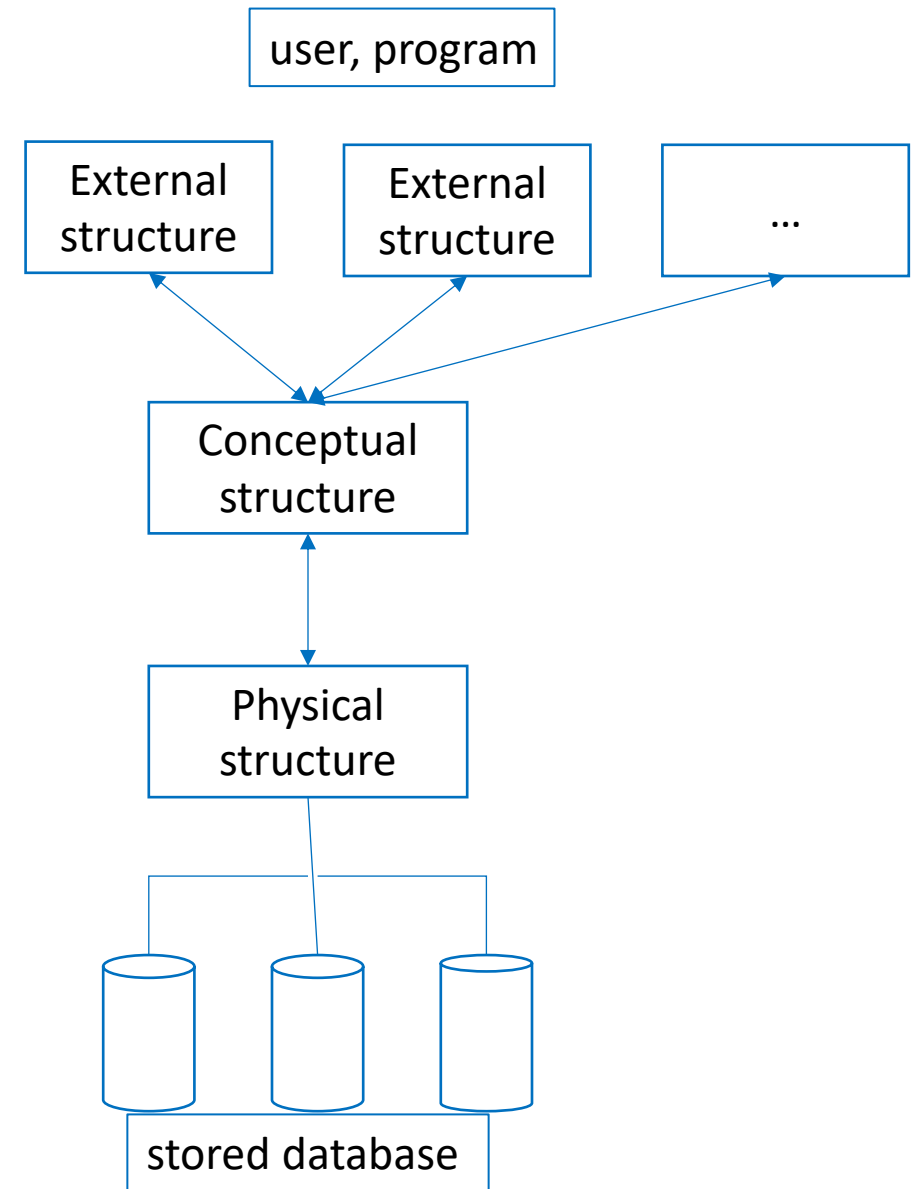 user, program
External
structure
External
structure
...
Conceptual
structure
Physical
structure
stored database